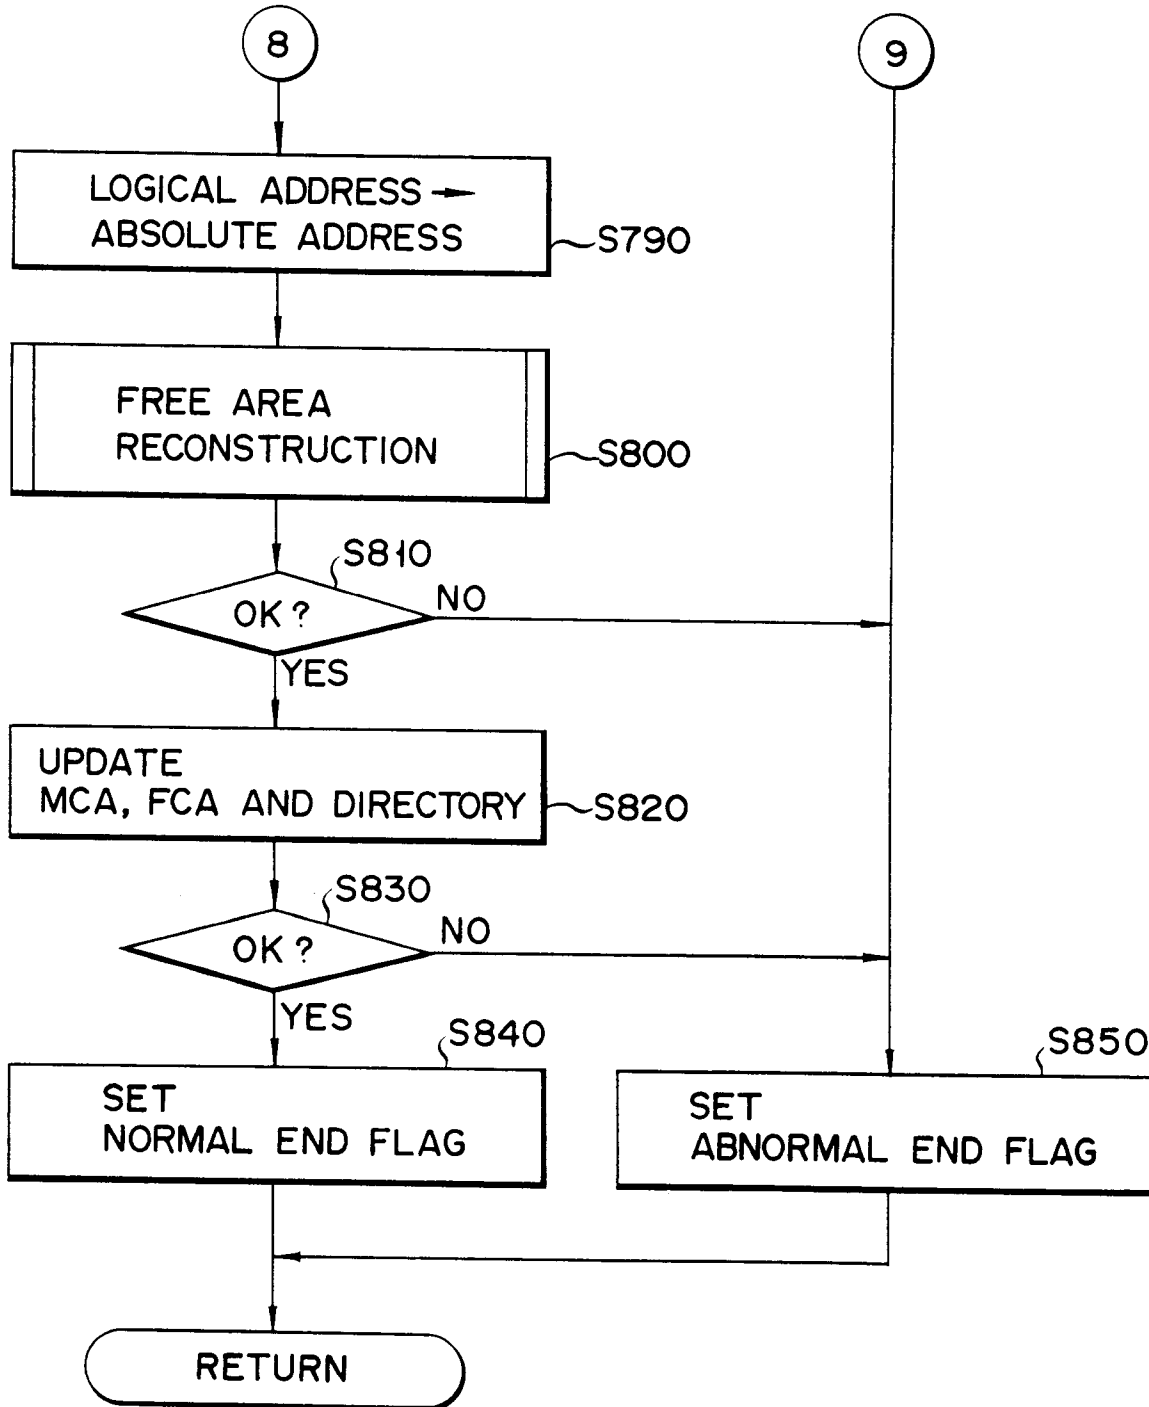 8
9
LOGICAL ADDRESS →
ABSOLUTE ADDRESS
S790
FREE AREA
RECONSTRUCTION
S800
S810
OK?
NO
YES
UPDATE
MCA, FCA AND DIRECTORY
S820
S830
OK?
NO
YES
S840
SET
NORMAL END FLAG
S850
SET
ABNORMAL END FLAG
RETURN